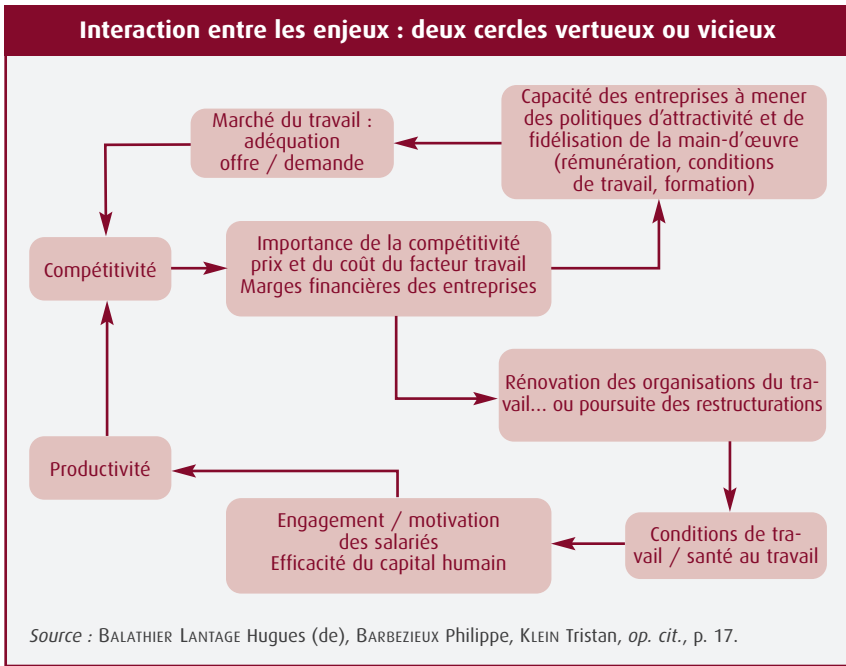 Interaction entre les enjeux : deux cercles vertueux ou vicieux
Marché du travail :
adéquation
offre / demande
Capacité des entreprises à mener
des politiques d'attractivité et de
fidélisation de la main-d'œuvre
(rémunération, conditions
de travail, formation)
Compétitivité
Importance de la compétitivité
prix et du coût du facteur travail
Marges financières des entreprises
Rénovation des organisations du tra-
vail... ou poursuite des restructurations
Productivité
Engagement / motivation
des salariés
Efficacité du capital humain
Conditions de tra-
vail / santé au travail
Source : BALATHIER LANTAGE Hugues (de), BARBEZIEUX Philippe, KLEIN Tristan, op. cit., p. 17.